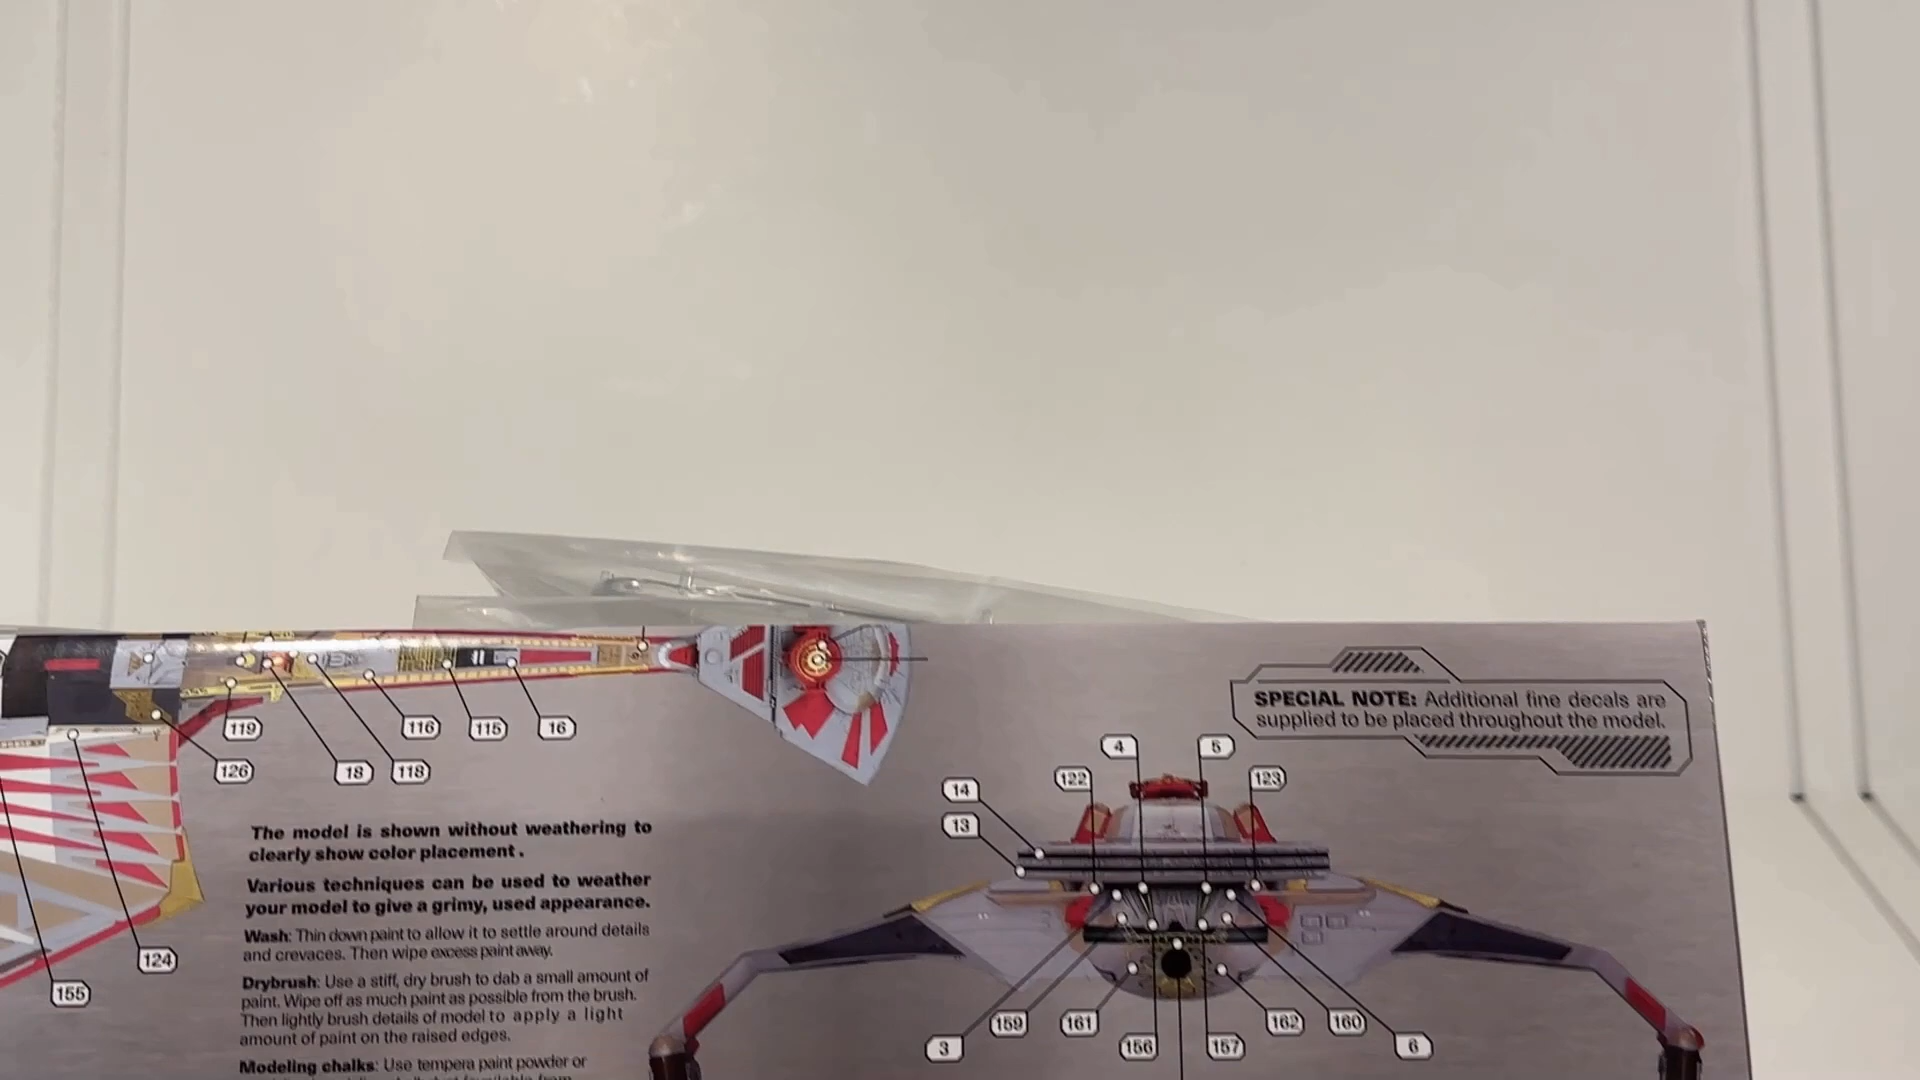 SPECIAL NOTE: Additional fine decals are
supplied to be placed throughout the model.
119
116
115
16
126
18
118
124
155
The model is shown without weathering to
clearly show color placement.
Various techniques can be used to weather
your model to give a grimy, used appearance.
Wash: Thin down paint to allow it to settle around details
and crevaces. Then wipe excess paint away.
Drybrush: Use a stiff, dry brush to dab a small amount of
paint. Wipe off as much paint as possible from the brush.
Then lightly brush details of model to apply a light
amount of paint on the raised edges.
Modeling chalks: Use tempera paint powder or
4
5
122
123
14
13
159
161
162
160
3
156
157
6